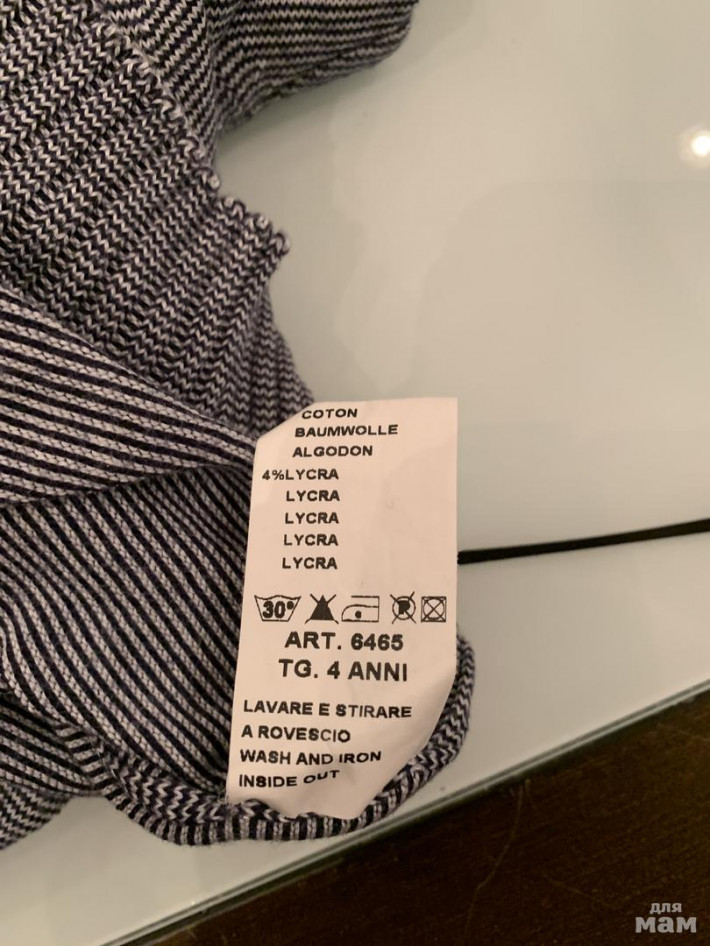 COTON
BAUMWOLLE
ALGODON
4%LYCRA
LYCRA
LYCRA
LYCRA
LYCRA
30°
P
ART. 6465
TG. 4 ANNI
LAVARE E STIRARE
A ROVESCIO
WASH AND IRON
INSIDE OUT
для
мам